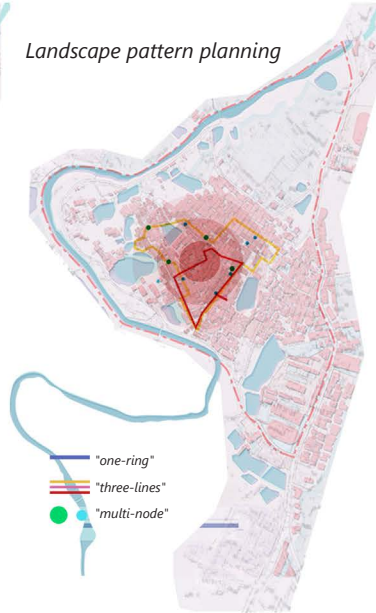 Landscape pattern planning
"one-ring"
"three-lines"
"multi-node"